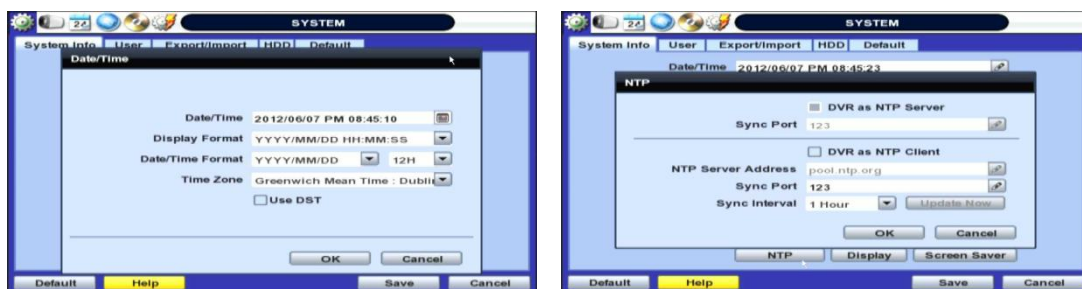 24
SYSTEM
System Info User Export/Import HDD Default
Date/Time
Date/Time 2012/06/07 PM 08:45:10
Display Format YYYY/MM/DD HH:MM:SS
Date/Time Format YYYY/MM/DD 12H
Time Zone Greenwich Mean Time : Dubli
Use DST
OK Cancel
Default Help Save Cancel
24
SYSTEM
System Info User Export/Import HDD Default
Date/Time 2012/06/07 PM 08:45:23
NTP
DVR as NTP Server
Sync Port 123
DVR as NTP Client
NTP Server Address pool.ntp.org
Sync Port 123
Sync Interval 1 Hour Update Now
OK Cancel
NTP Display Screen Saver
Default Help Save Cancel